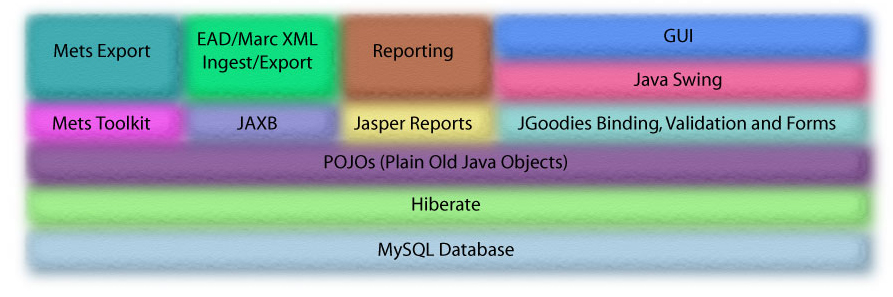 Mets Export
EAD/Marc XML
Ingest/Export
Reporting
GUI
Java Swing
Mets Toolkit
JAXB
Jasper Reports
JGoodies Binding, Validation and Forms
POJOs (Plain Old Java Objects)
Hiberate
MySQL Database